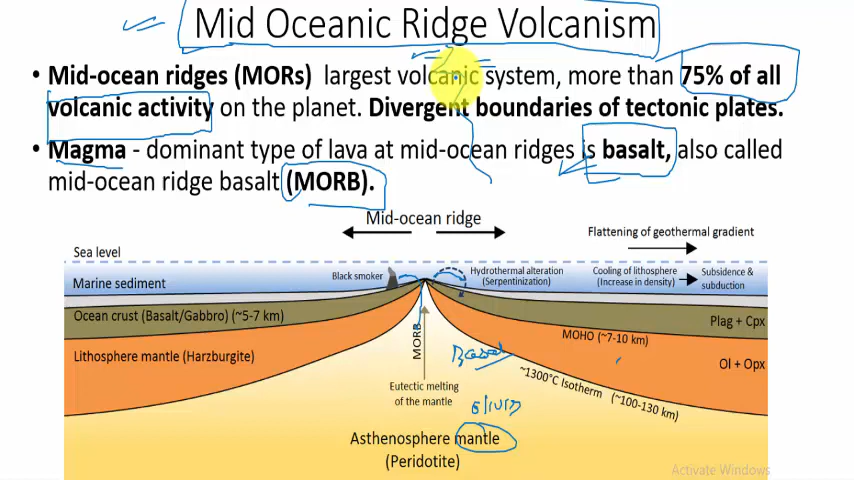 Mid Oceanic Ridge Volcanism
• Mid-ocean ridges (MORs) largest volcanic system, more than 75% of all
volcanic activity on the planet. Divergent boundaries of tectonic plates.
• Magma - dominant type of lava at mid-ocean ridges is basalt, also called
mid-ocean ridge basalt (MORB).
Mid-ocean ridge
Flattening of geothermal gradient
Sea level
Marine sediment
Black smoker
Hydrothermal alteration
(Serpentinization)
Cooling of lithosphere
(Increase in density)
Subsidence &
subduction
Ocean crust (Basalt/Gabbro) (~5-7 km)
Plag + Cpx
MOHO (~7-10 km)
MORB
Lithosphere mantle (Harzburgite)
Ol + Opx
~1300°C Isotherm (~100-130 km)
Eutectic melting
of the mantle
Asthenosphere mantle
(Peridotite)
Activate Windows